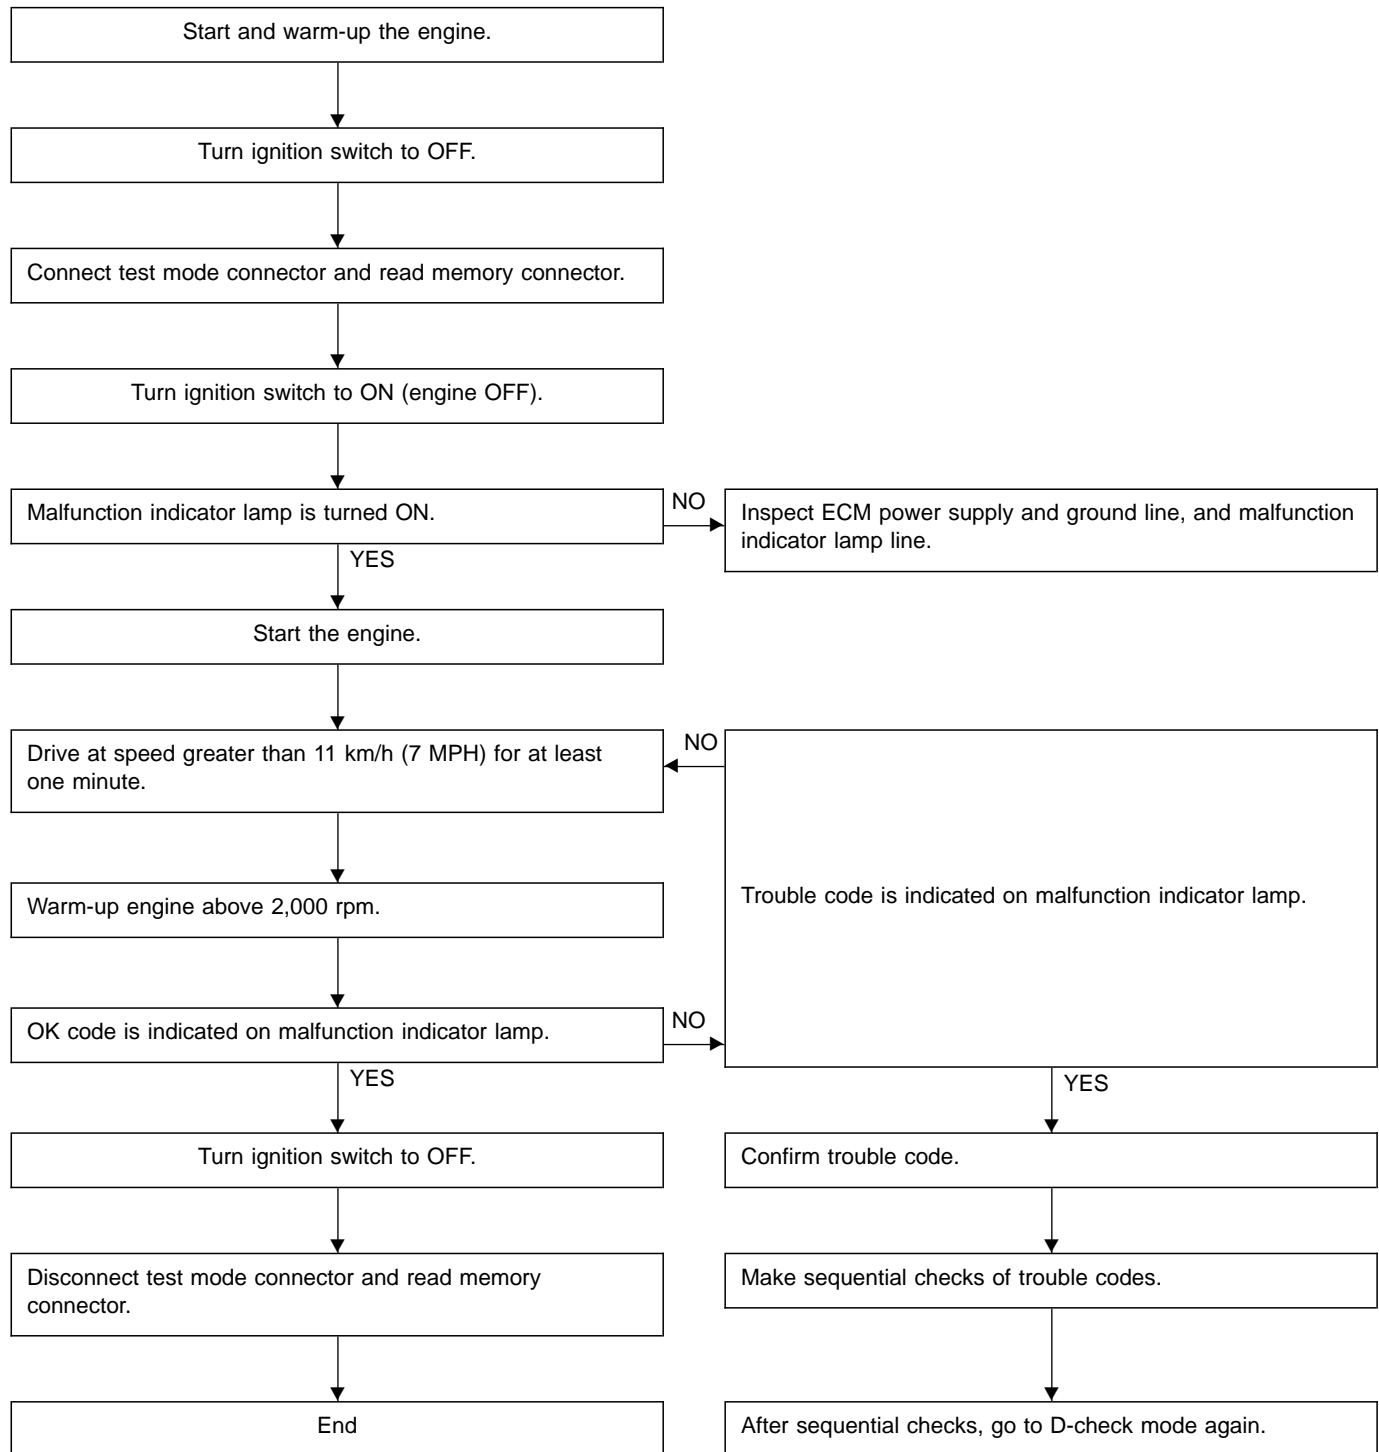 Start and warm-up the engine.
Turn ignition switch to OFF.
Connect test mode connector and read memory connector.
Turn ignition switch to ON (engine OFF).
Malfunction indicator lamp is turned ON.
NO
Inspect ECM power supply and ground line, and malfunction
indicator lamp line.
YES
Start the engine.
Drive at speed greater than 11 km/h (7 MPH) for at least
one minute.
NO
Trouble code is indicated on malfunction indicator lamp.
Warm-up engine above 2,000 rpm.
OK code is indicated on malfunction indicator lamp.
NO
YES
YES
Turn ignition switch to OFF.
Confirm trouble code.
Disconnect test mode connector and read memory
connector.
Make sequential checks of trouble codes.
End
After sequential checks, go to D-check mode again.